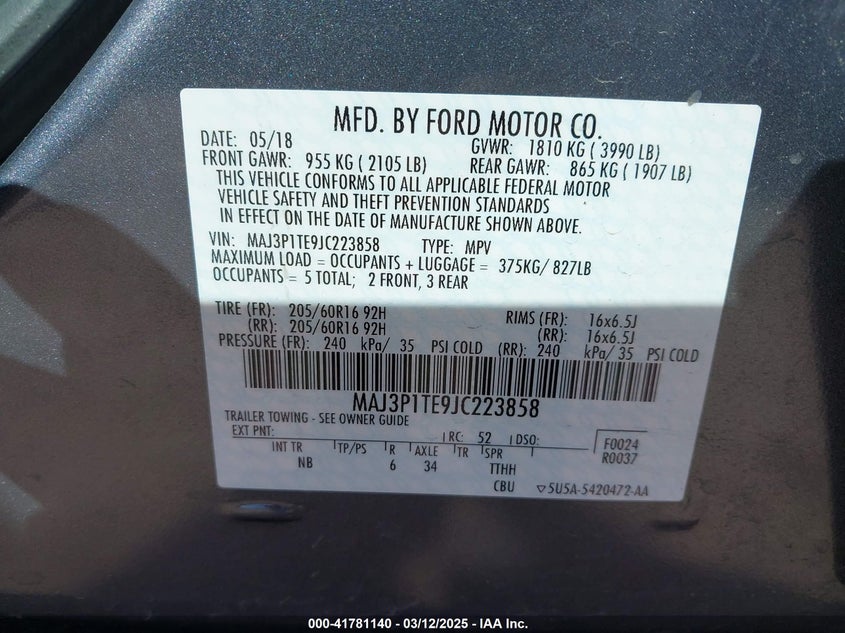 MFD. BY FORD MOTOR CO.
DATE: 05/18 GVWR: 1810 KG ( 3990 LB)
FRONT GAWR: 955 KG ( 2105 LB) REAR GAWR: 865 KG ( 1907 LB)
THIS VEHICLE CONFORMS TO ALL APPLICABLE FEDERAL MOTOR
VEHICLE SAFETY AND THEFT PREVENTION STANDARDS
IN EFFECT ON THE DATE OF MANUFACTURE SHOWN ABOVE.
VIN: MAJ3P1TE9JC223858 TYPE: MPV
MAXIMUM LOAD = OCCUPANTS + LUGGAGE = 375KG/ 827LB
OCCUPANTS = 5 TOTAL; 2 FRONT, 3 REAR
TIRE (FR): 205/60R16 92H RIMS (FR): 16x6.5J
(RR): 205/60R16 92H (RR): 16x6.5J
PRESSURE (FR): 240 kPa/ 35 PSI COLD (RR): 240 kPa/ 35 PSI COLD
MAJ3P1TE9JC223858
TRAILER TOWING - SEE OWNER GUIDE
EXT PNT: RC: 52 DSO: F0024
INT TR TP/PS R AXLE TR SPR R0037
NB 6 34 TTHH
CBU ▽5U5A-5420472-AA
000-41781140 - 03/12/2025 - IAA Inc.